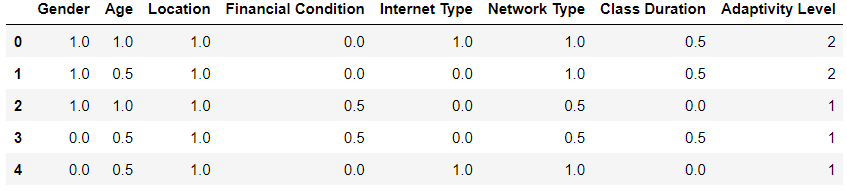 Gender Age Location Financial Condition Internet Type Network Type Class Duration Adaptivity Level
0 1.0 1.0 1.0 0.0 1.0 1.0 0.5 2
1 1.0 0.5 1.0 0.0 0.0 1.0 0.5 2
2 1.0 1.0 1.0 0.5 0.0 0.5 0.0 1
3 0.0 0.5 1.0 0.5 0.0 0.5 0.5 1
4 0.0 0.5 1.0 0.0 1.0 1.0 0.0 1